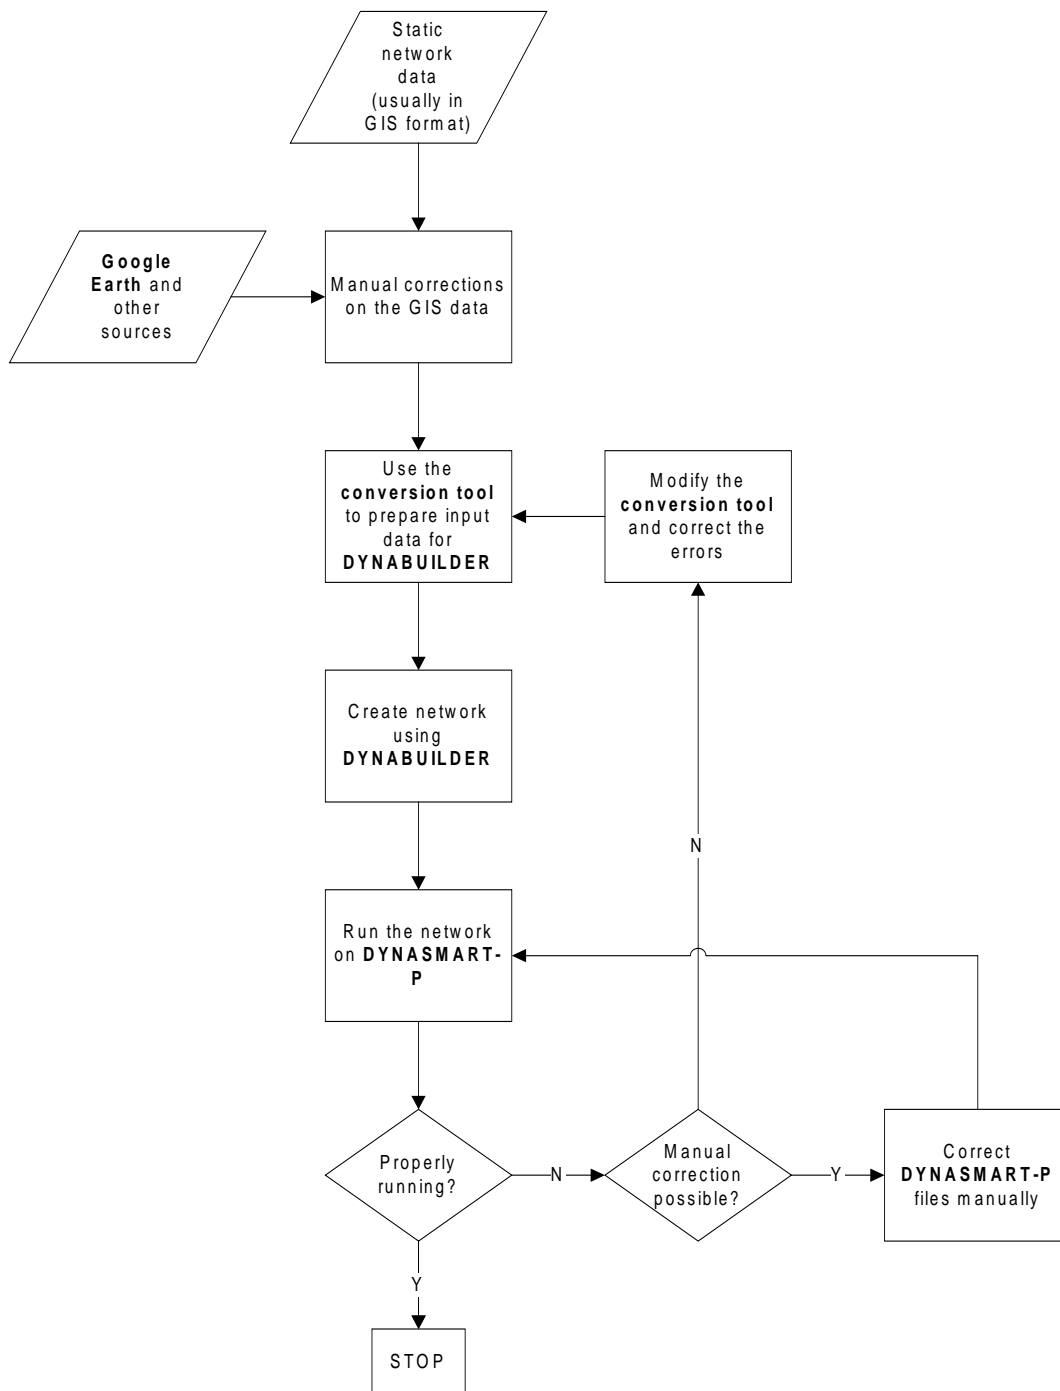 Static
network
data
(usually in
GIS format)
Google
Earth and
other
sources
Manual corrections
on the GIS data
Use the
conversion tool
to prepare input
data for
DYNABUILDER
Modify the
conversion tool
and correct the
errors
Create network
using
DYNABUILDER
N
Run the network
on DYNASMART-
P
Properly
running?
N
Manual
correction
possible?
Y
Correct
DYNASMART-P
files manually
Y
STOP